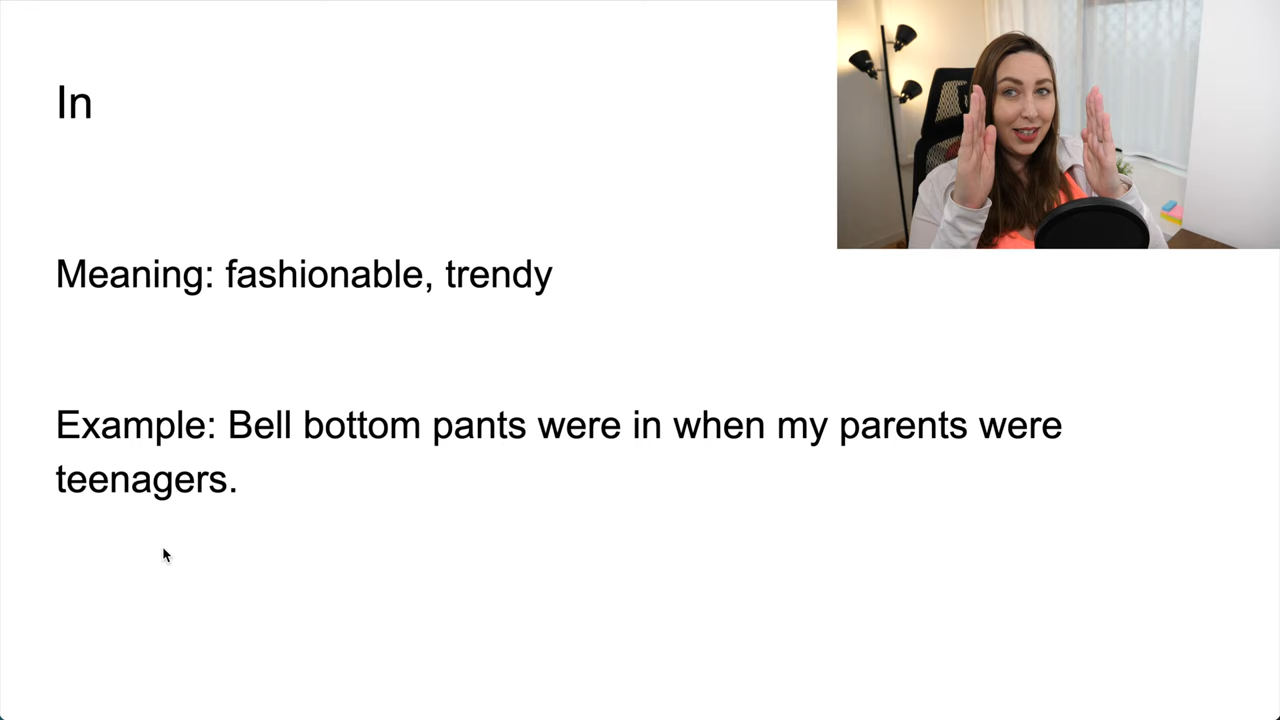 In
Meaning: fashionable, trendy
Example: Bell bottom pants were in when my parents were
teenagers.